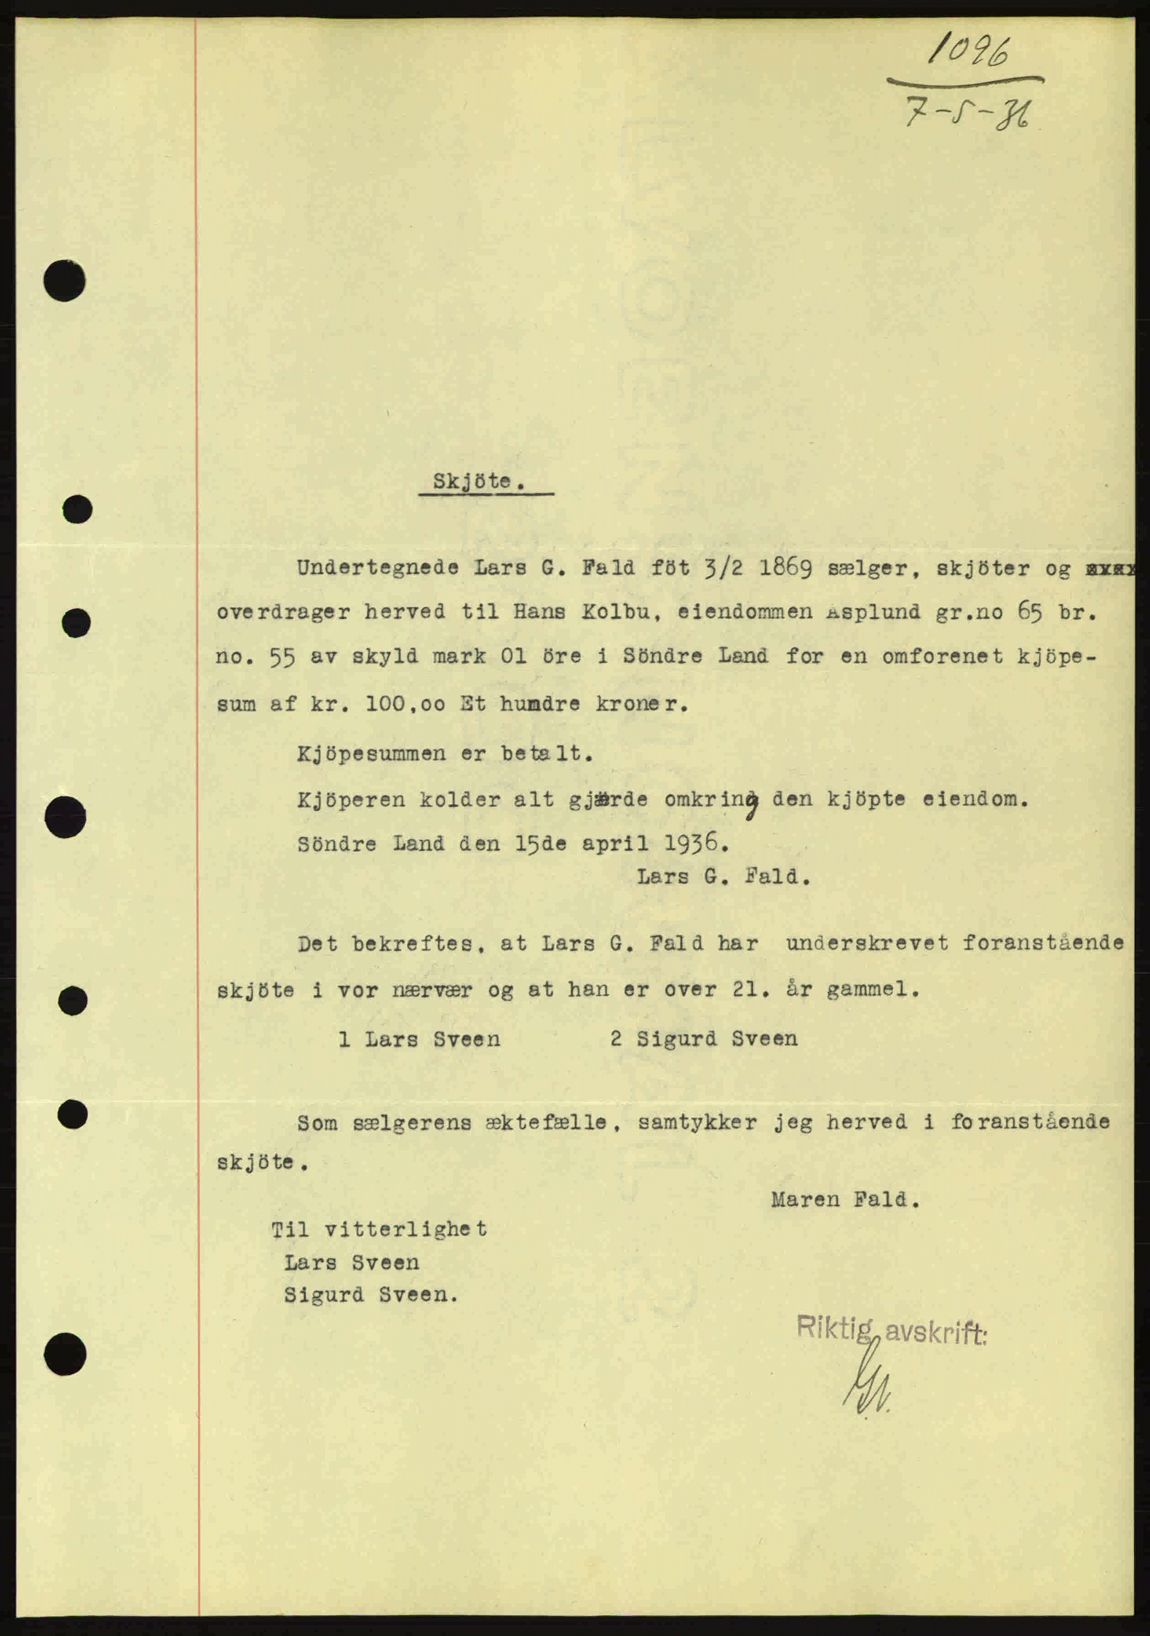 1096
7-5-36
Skjöte.
Undertegnede Lars G. Fald föt 3/2 1869 sælger, skjöter og
overdrager herved til Hans Kolbu, eiendommen Asplund gr.no 65 br.
no. 55 av skyld mark 01 öre i Söndre Land for en omforenet kjöpe-
sum af kr. 100,oo Et hundre kroner.
Kjöpesummen er betalt.
Kjöperen kolder alt gjærde omkring den kjöpte eiendom.
Söndre Land den 15de april 1936.
Lars G. Fald.
Det bekreftes, at Lars G. Fald har underskrevet foranstående
skjöte i vor nærvær og at han er over 21. år gammel.
1 Lars Sveen 2 Sigurd Sveen
Som sælgerens æktefælle, samtykker jeg herved i foranstående
skjöte.
Maren Fald.
Til vitterlighet
Lars Sveen
Sigurd Sveen.
Riktig avskrift: